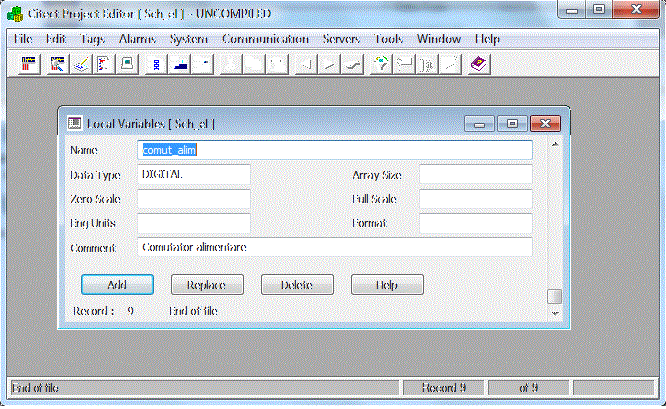 Citect Project Editor [ Sch_el ] - UNCOMPILED
File Edit Tags Alarms System Communication Servers Tools Window Help
Local Variables [ Sch_el ]
Name comut_alim
Data Type DIGITAL Array Size
Zero Scale Full Scale
Eng Units Format
Comment Comutator alimentare
Add Replace Delete Help
Record : 9 End of file
End of file Record 9 of 9